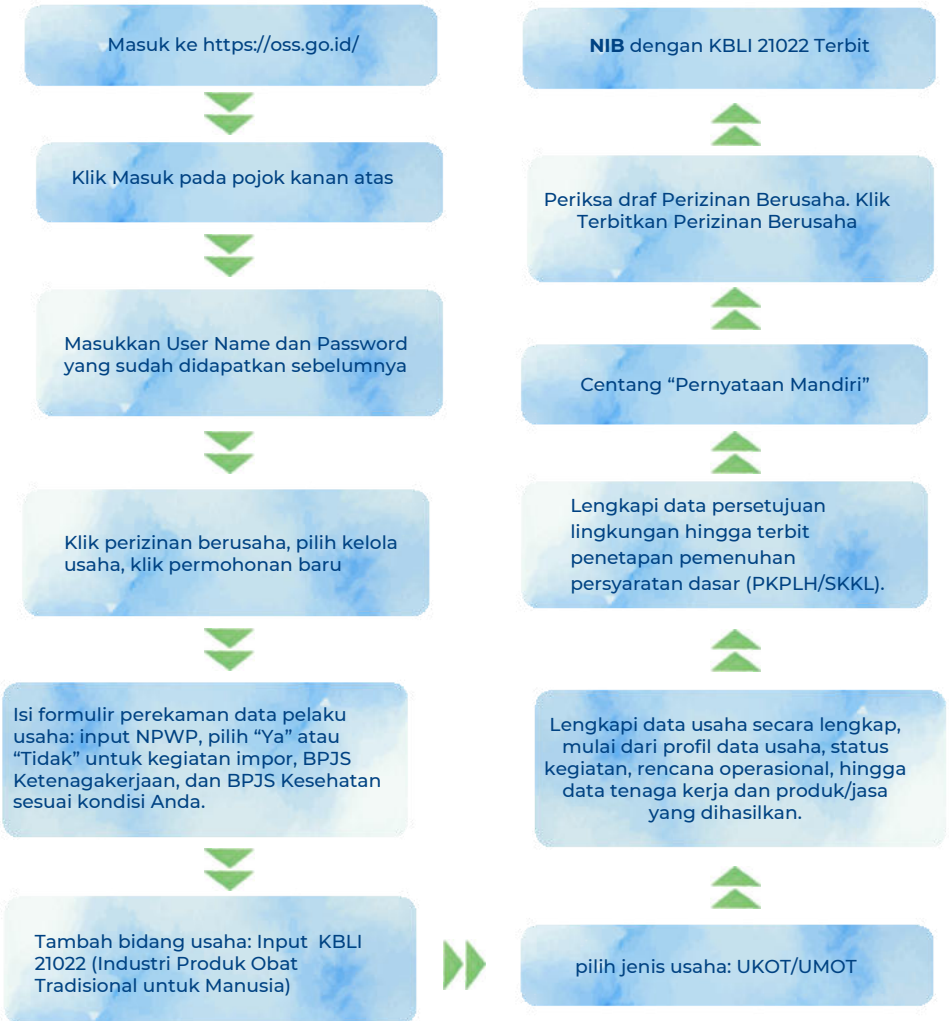 Masuk ke https://oss.go.id/
Klik Masuk pada pojok kanan atas
Masukkan User Name dan Password
yang sudah didapatkan sebelumnya
Klik perizinan berusaha, pilih kelola
usaha, klik permohonan baru
Isi formulir perekaman data pelaku
usaha: input NPWP, pilih “Ya” atau
“Tidak” untuk kegiatan impor, BPJS
Ketenagakerjaan, dan BPJS Kesehatan
sesuai kondisi Anda.
Tambah bidang usaha: Input KBLI
21022 (Industri Produk Obat
Tradisional untuk Manusia)
pilih jenis usaha: UKOT/UMOT
Lengkapi data usaha secara lengkap,
mulai dari profil data usaha, status
kegiatan, rencana operasional, hingga
data tenaga kerja dan produk/jasa
yang dihasilkan.
Lengkapi data persetujuan
lingkungan hingga terbit
penetapan pemenuhan
persyaratan dasar (PKPLH/SKKL).
Centang “Pernyataan Mandiri”
Periksa draf Perizinan Berusaha. Klik
Terbitkan Perizinan Berusaha
NIB dengan KBLI 21022 Terbit